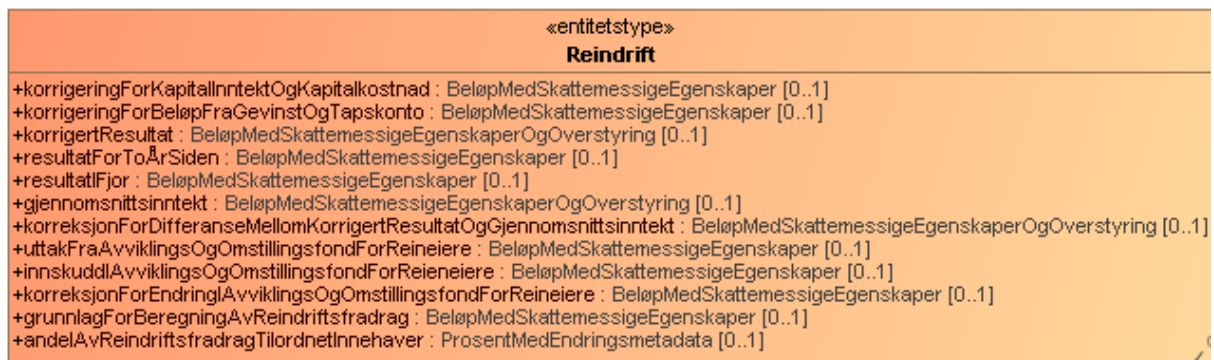 «entitetstype»
Reindrift
+korrigeringForKapitalInntektOgKapitalkostnad : BeløpMedSkattemessigeEgenskaper [0..1]
+korrigeringForBeløpFraGevinstOgTapskonto : BeløpMedSkattemessigeEgenskaper [0..1]
+korrigertResultat : BeløpMedSkattemessigeEgenskaperOgOverstyring [0..1]
+resultatForToÅrSiden : BeløpMedSkattemessigeEgenskaper [0..1]
+resultatIFjor : BeløpMedSkattemessigeEgenskaper [0..1]
+gjennomsnittsinntekt : BeløpMedSkattemessigeEgenskaperOgOverstyring [0..1]
+korreksjonForDifferanseMellomKorrigertResultatOgGjennomsnittsinntekt : BeløpMedSkattemessigeEgenskaperOgOverstyring [0..1]
+uttakFraAvviklingsOgOmstillingsfondForReineiere : BeløpMedSkattemessigeEgenskaper [0..1]
+innskuddIAvviklingsOgOmstillingsfondForReieneiere : BeløpMedSkattemessigeEgenskaper [0..1]
+korreksjonForEndringIAvviklingsOgOmstillingsfondForReineiere : BeløpMedSkattemessigeEgenskaper [0..1]
+grunnlagForBeregningAvReindriftsfradrag : BeløpMedSkattemessigeEgenskaper [0..1]
+andelAvReindriftsfradragTilordnetInnehaver : ProsentMedEndringsmetadata [0..1]